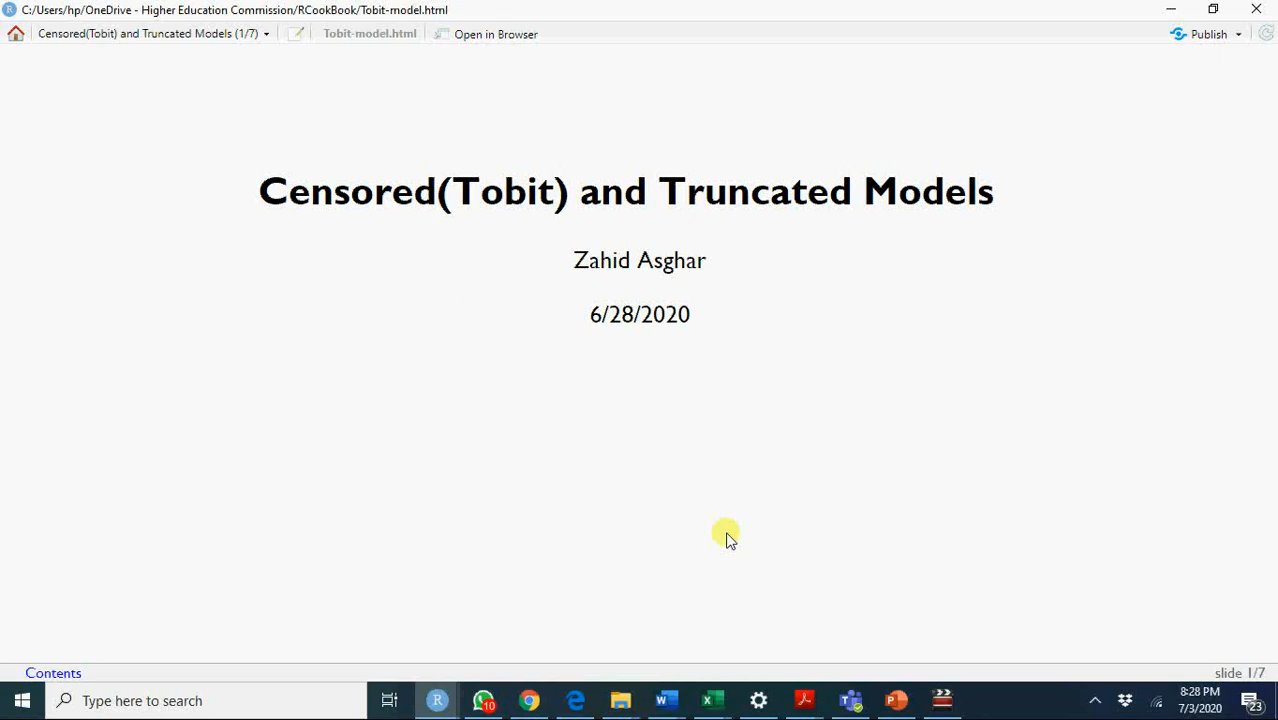 C:/Users/hp/OneDrive - Higher Education Commission/RCookBook/Tobit-model.html
Censored(Tobit) and Truncated Models (1/7) Tobit-model.html Open in Browser Publish
Censored(Tobit) and Truncated Models
Zahid Asghar
6/28/2020
Contents slide 1/7
Type here to search 10 8:28 PM
7/3/2020 23